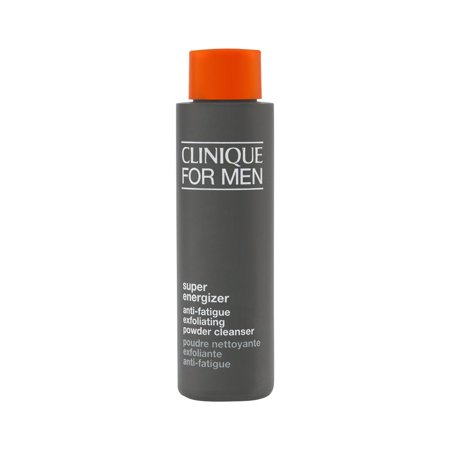 CLINIQUE
FOR MEN
super
energizer
anti-fatigue
exfoliating
powder cleanser
poudre nettoyante
exfoliante
anti-fatigue